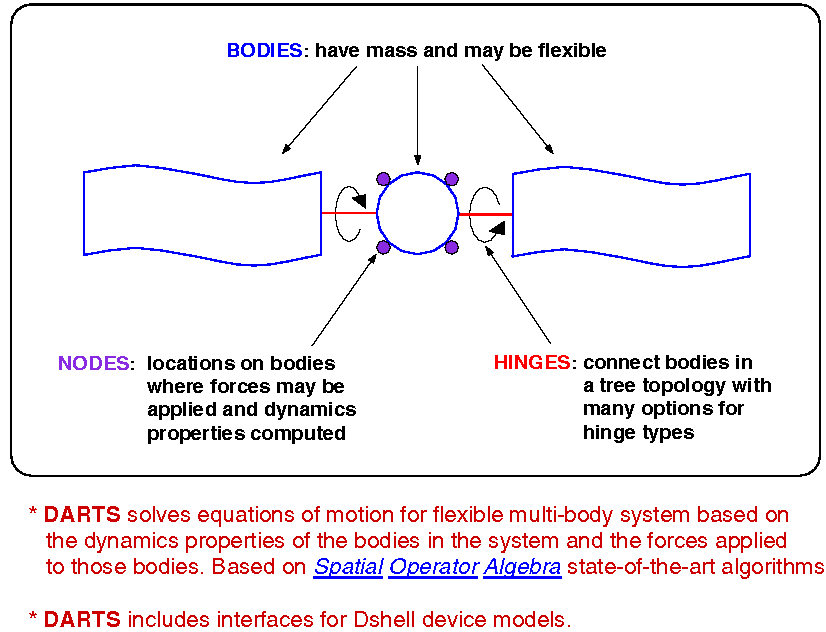 BODIES: have mass and may be flexible
NODES: locations on bodies
where forces may be
applied and dynamics
properties computed
HINGES: connect bodies in
a tree topology with
many options for
hinge types
* DARTS solves equations of motion for flexible multi-body system based on
the dynamics properties of the bodies in the system and the forces applied
to those bodies. Based on Spatial Operator Algebra state-of-the-art algorithms
* DARTS includes interfaces for Dshell device models.